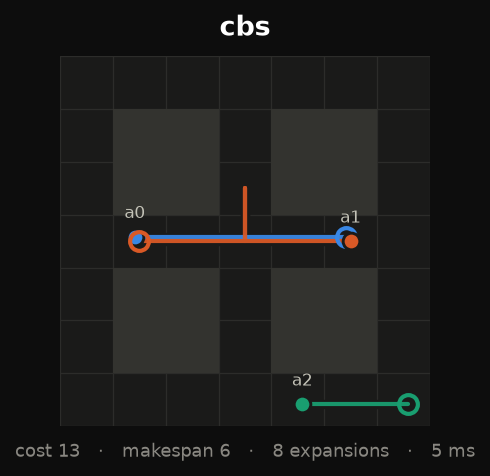 cbs
a0
a1
a2
cost 13 · makespan 6 · 8 expansions · 5 ms